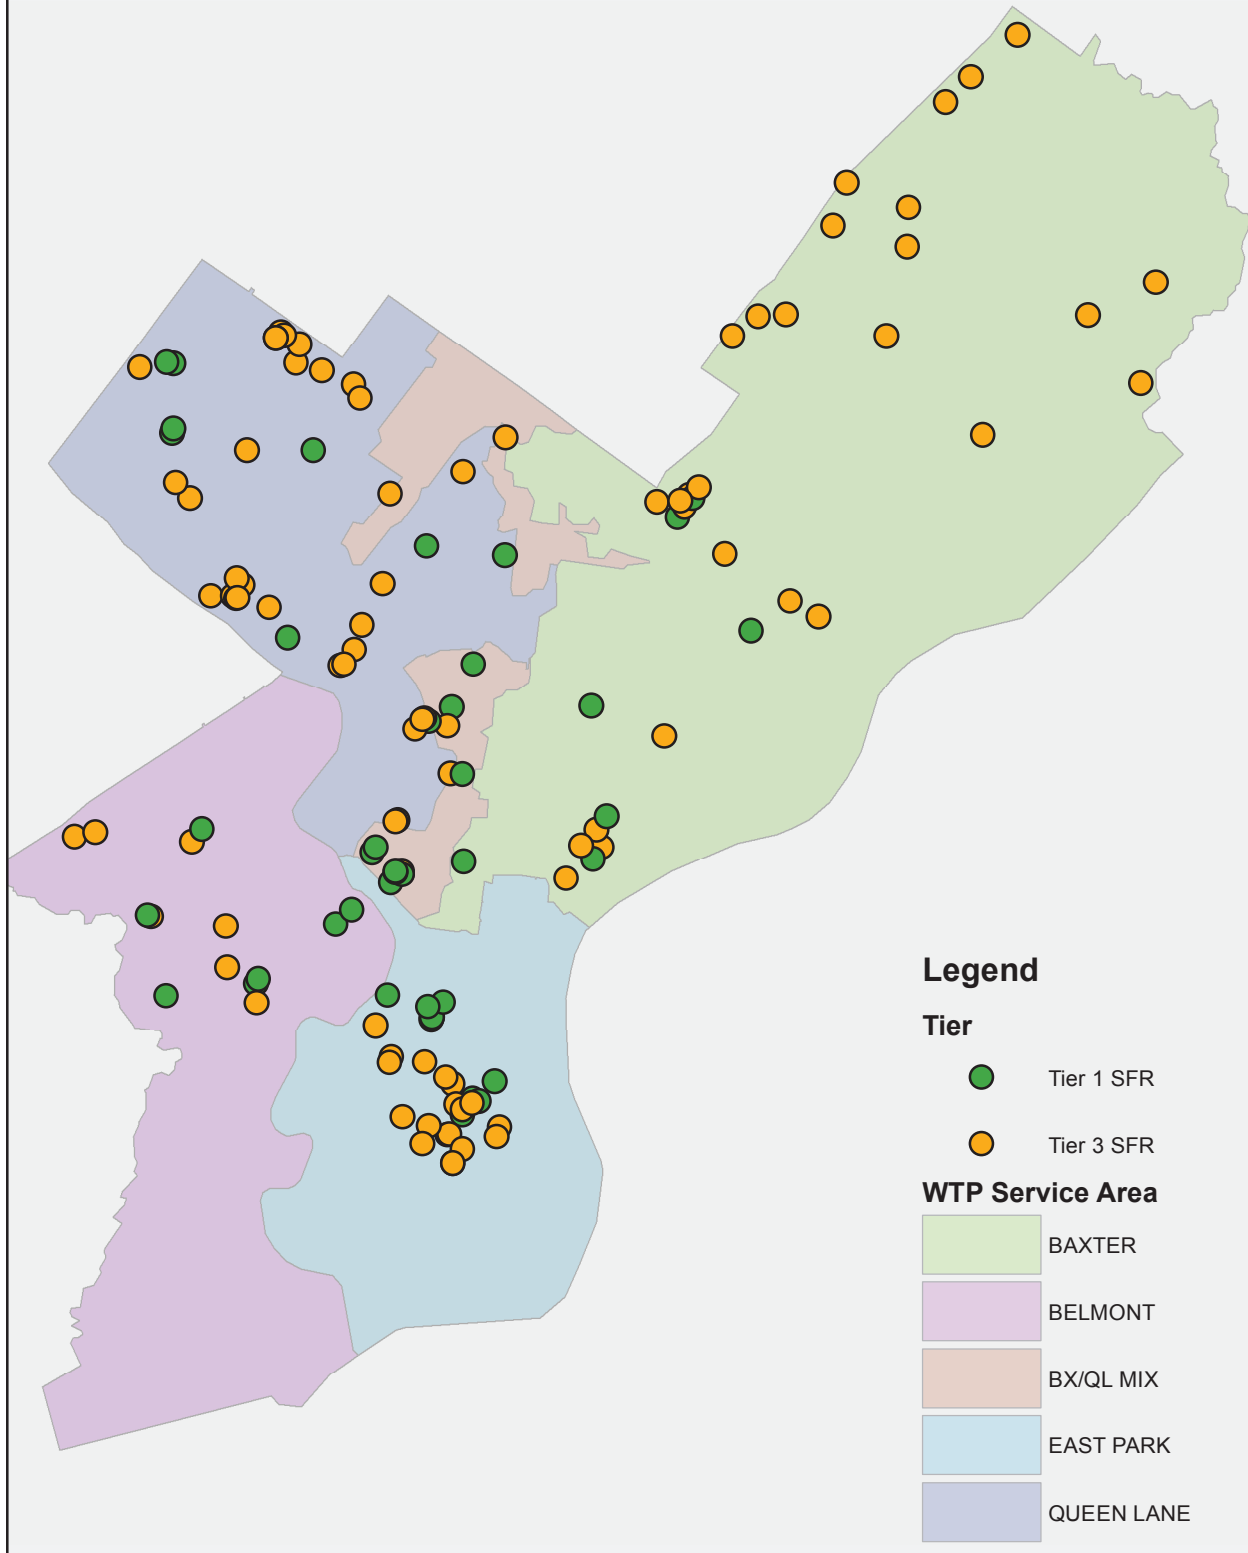 Legend
Tier
Tier 1 SFR
Tier 3 SFR
WTP Service Area
BAXTER
BELMONT
BX/QL MIX
EAST PARK
QUEEN LANE